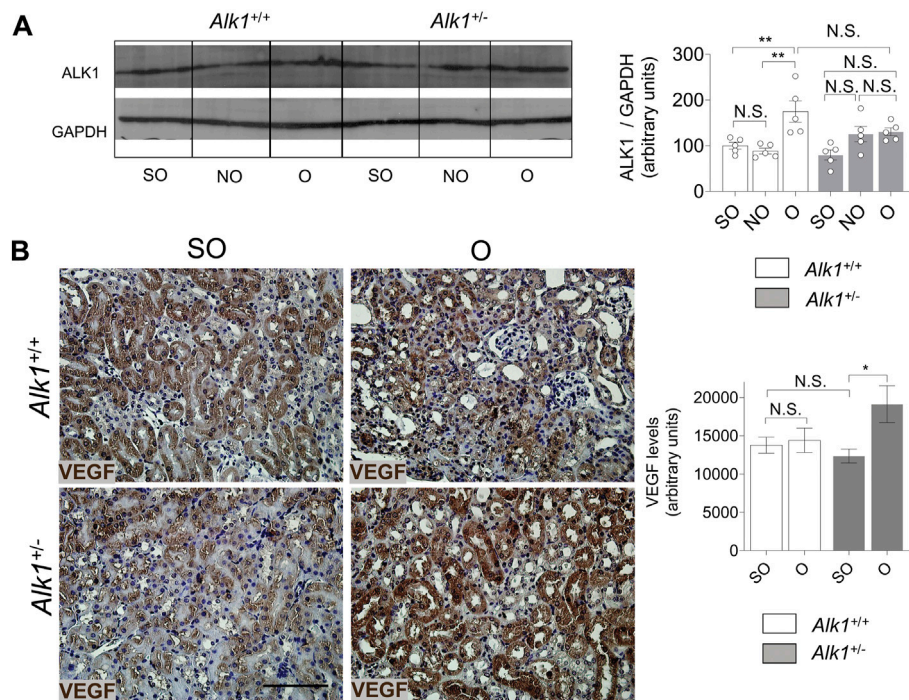 A
Alk1+/+ Alk1+/-
ALK1
GAPDH
SO NO O SO NO O
ALK1 / GAPDH
(arbitrary units)
300
200
100
0
** N.S.
** N.S.
N.S. N.S. N.S.
SO NO O SO NO O
Alk1+/+
Alk1+/-
B
SO O
Alk1+/+
VEGF VEGF
Alk1+/-
VEGF VEGF
VEGF levels
(arbitrary units)
20000
15000
10000
5000
0
N.S. *
N.S.
SO O SO O
Alk1+/+
Alk1+/-